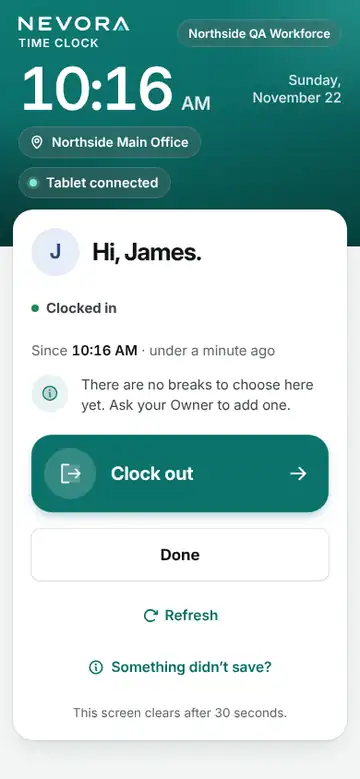 NEVORA
TIME CLOCK
Northside QA Workforce
10:16 AM
Sunday,
November 22
Northside Main Office
Tablet connected
J
Hi, James.
Clocked in
Since 10:16 AM · under a minute ago
There are no breaks to choose here
yet. Ask your Owner to add one.
Clock out
Done
Refresh
Something didn’t save?
This screen clears after 30 seconds.